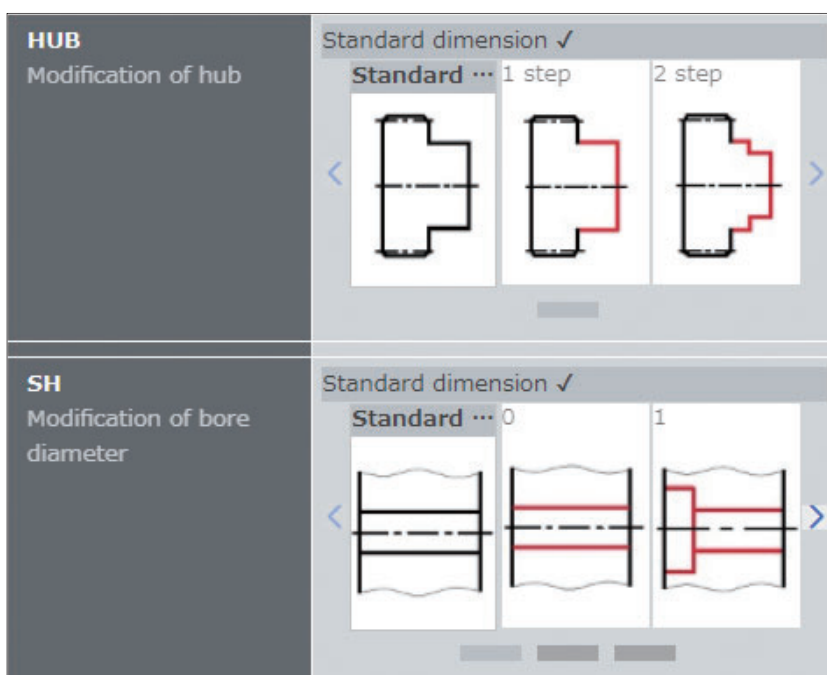 HUB
Modification of hub
Standard dimension ✓
Standard ⋯
1 step
2 step
SH
Modification of bore
diameter
Standard dimension ✓
Standard ⋯
0
1